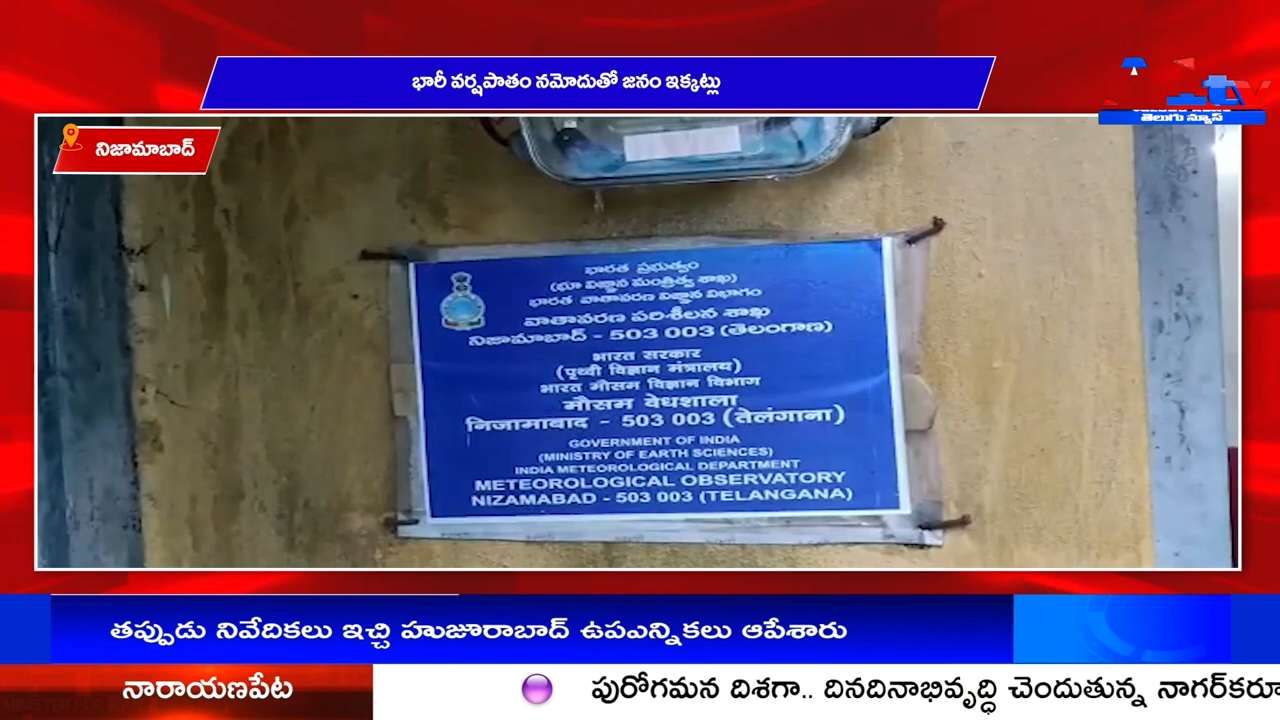 భారీ వర్షపాతం నమోదుతో జనం ఇక్కట్లు
తెలుగు న్యూస్
నిజామాబాద్
భారత ప్రభుత్వం
(భూ విజ్ఞాన మంత్రిత్వ శాఖ)
భారత వాతావరణ విజ్ఞాన విభాగం
వాతావరణ పరిశీలన శాఖ
నిజామాబాద్ - 503 003 (తెలంగాణ)
भारत सरकार
(पृथ्वी विज्ञान मंत्रालय)
भारत मौसम विज्ञान विभाग
मौसम वेधशाला
निजामाबाद - 503 003 (तेलंगाना)
GOVERNMENT OF INDIA
(MINISTRY OF EARTH SCIENCES)
INDIA METEOROLOGICAL DEPARTMENT
METEOROLOGICAL OBSERVATORY
NIZAMABAD - 503 003 (TELANGANA)
తప్పుడు నివేదికలు ఇచ్చి హుజూరాబాద్ ఉపఎన్నికలు ఆపేశారు
నారాయణపేట
పురోగమన దిశగా.. దినదినాభివృద్ధి చెందుతున్న నాగర్‌కర్నూ